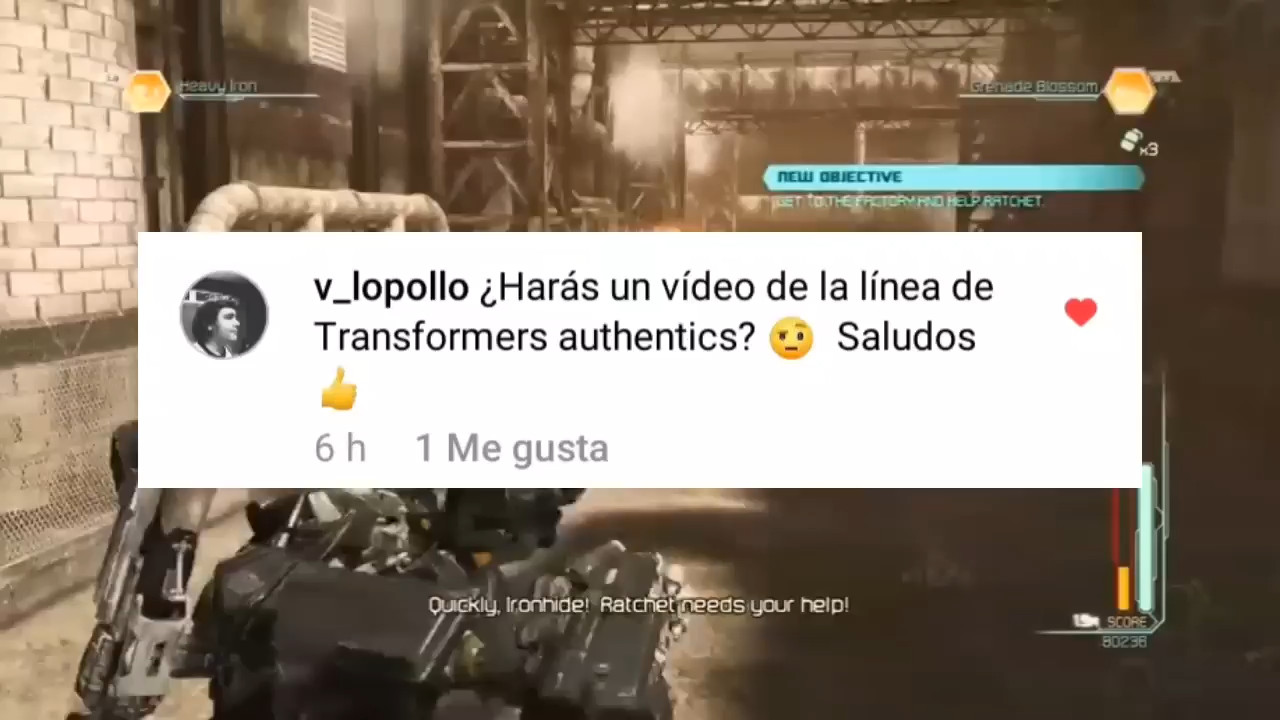 Heavy Iron
Grenade Blossom
x3
NEW OBJECTIVE
GET TO THE FACTORY AND HELP RATCHET.
v_lopollo ¿Harás un vídeo de la línea de
Transformers authentics? 🤨 Saludos
👍
6 h 1 Me gusta
Quickly, Ironhide! Ratchet needs your help!
SCORE
80236